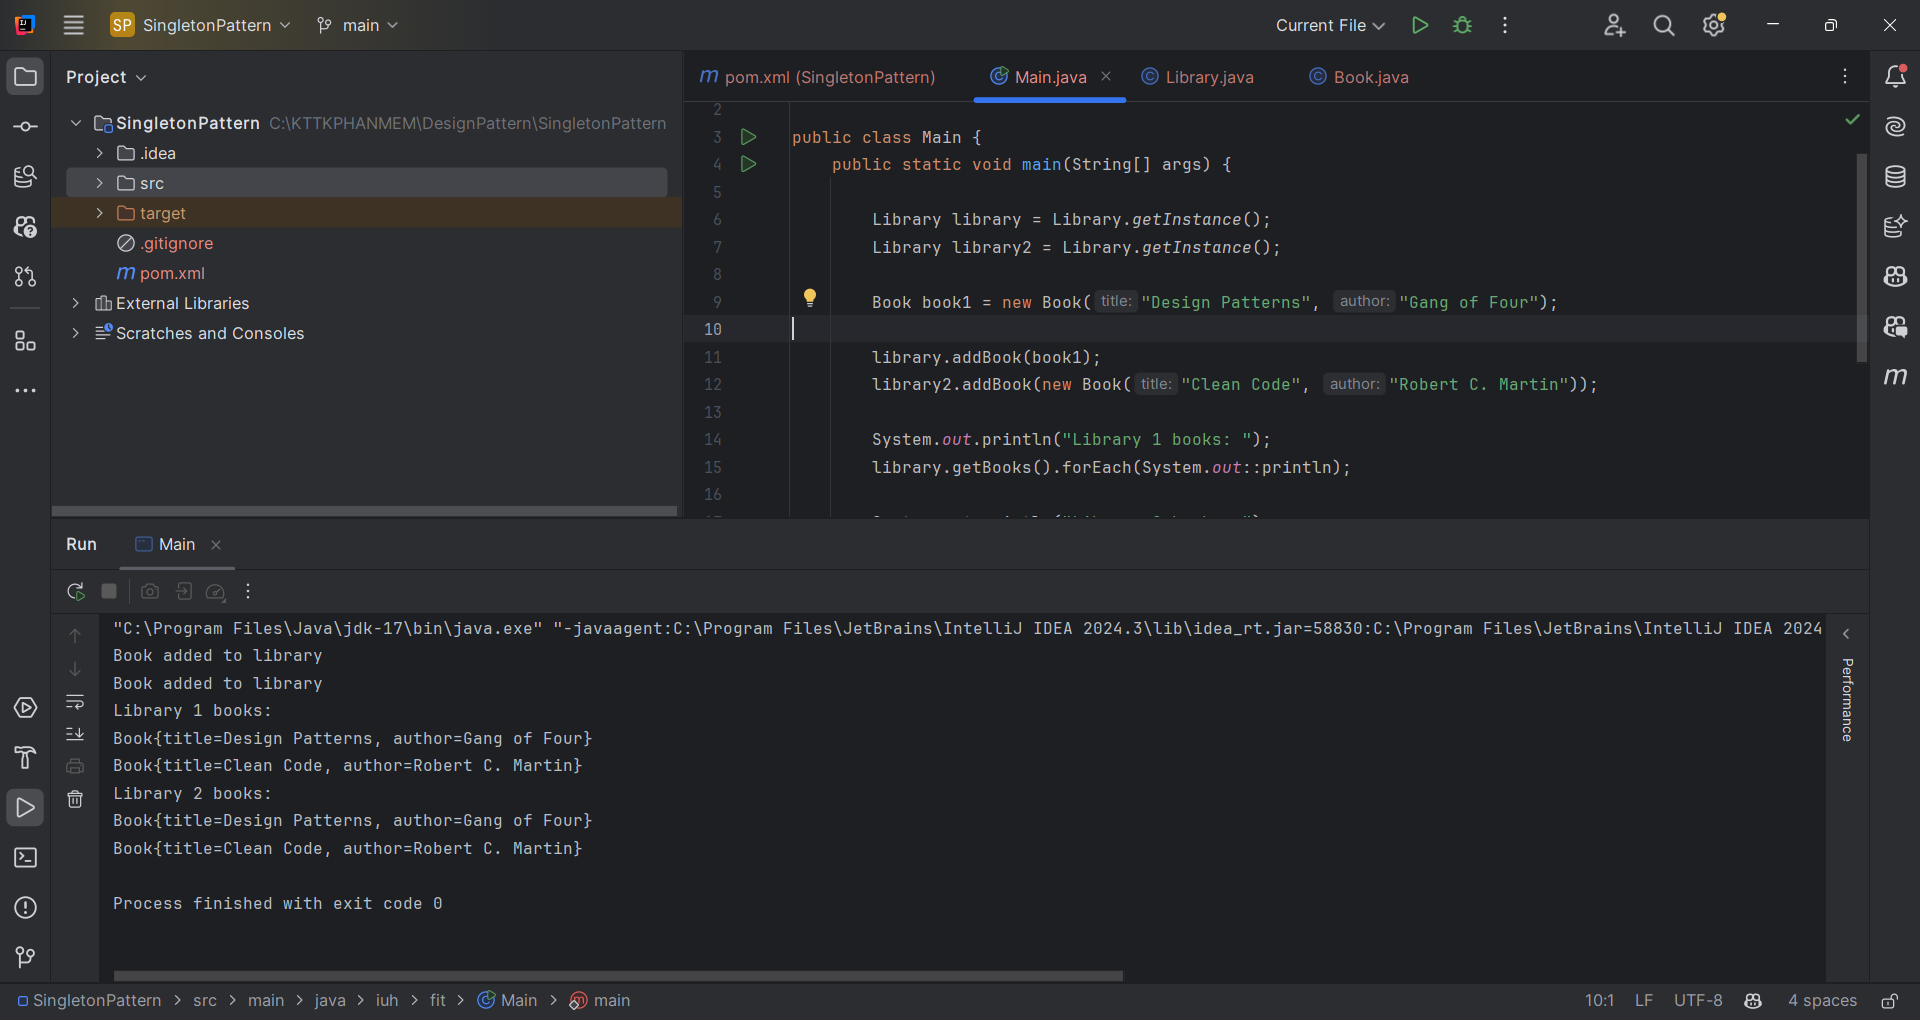 SP SingletonPattern main Current File
Project
pom.xml (SingletonPattern) Main.java Library.java Book.java
SingletonPattern C:\KTTKPHANMEM\DesignPattern\SingletonPattern
.idea
src
target
.gitignore
pom.xml
External Libraries
Scratches and Consoles
2
3 public class Main {
4 public static void main(String[] args) {
5
6 Library library = Library.getInstance();
7 Library library2 = Library.getInstance();
8
9 Book book1 = new Book( title: "Design Patterns", author: "Gang of Four");
10
11 library.addBook(book1);
12 library2.addBook(new Book( title: "Clean Code", author: "Robert C. Martin"));
13
14 System.out.println("Library 1 books: ");
15 library.getBooks().forEach(System.out::println);
16
Run Main
"C:\Program Files\Java\jdk-17\bin\java.exe" "-javaagent:C:\Program Files\JetBrains\IntelliJ IDEA 2024.3\lib\idea_rt.jar=58830:C:\Program Files\JetBrains\IntelliJ IDEA 2024
Book added to library
Book added to library
Library 1 books:
Book{title=Design Patterns, author=Gang of Four}
Book{title=Clean Code, author=Robert C. Martin}
Library 2 books:
Book{title=Design Patterns, author=Gang of Four}
Book{title=Clean Code, author=Robert C. Martin}
Process finished with exit code 0
Performance
SingletonPattern > src > main > java > iuh > fit > Main > main
10:1 LF UTF-8 4 spaces